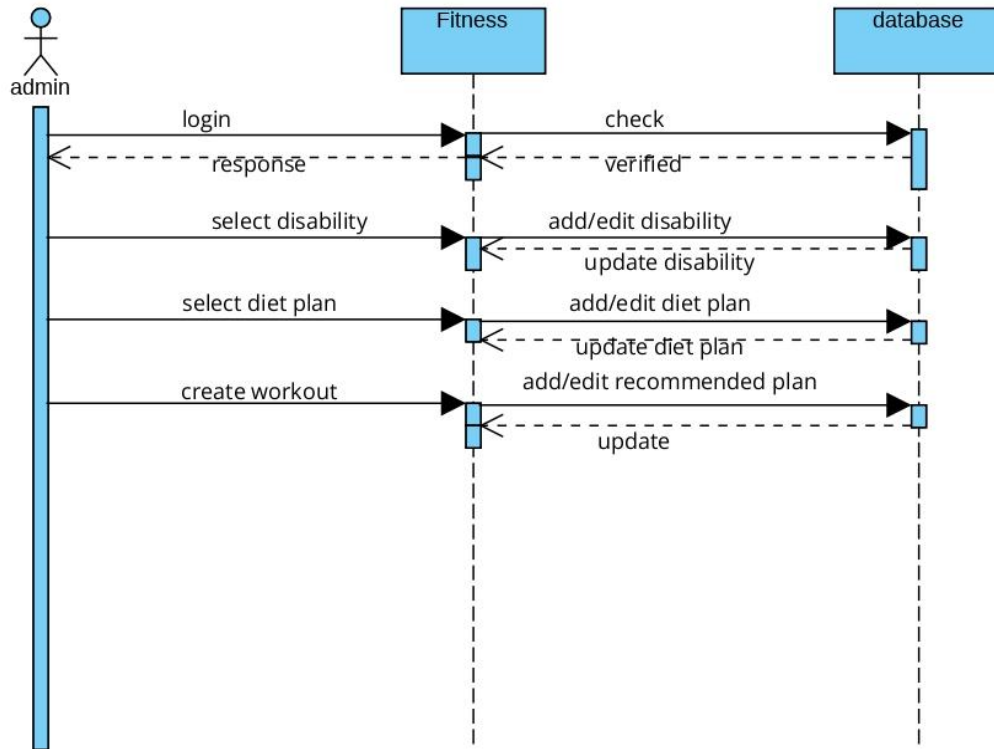 Fitness
database
admin
login
check
response
verified
select disability
add/edit disability
update disability
select diet plan
add/edit diet plan
update diet plan
create workout
add/edit recommended plan
update